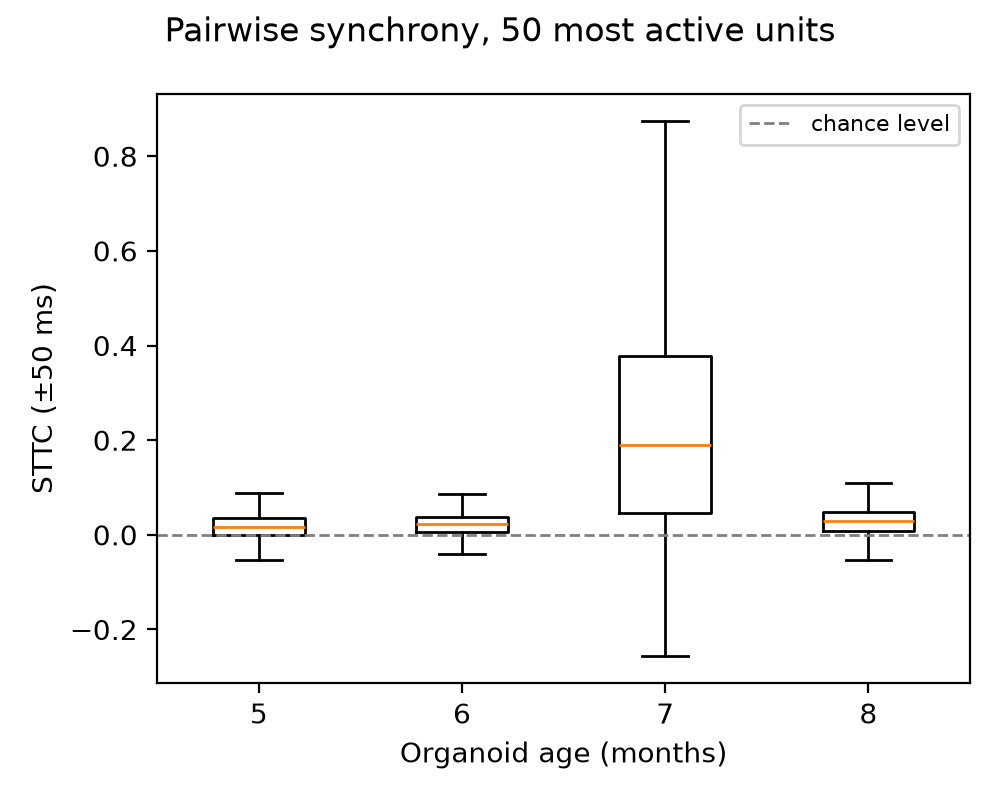 Pairwise synchrony, 50 most active units
chance level
0.8
0.6
0.4
0.2
0.0
−0.2
STTC (±50 ms)
5 6 7 8
Organoid age (months)